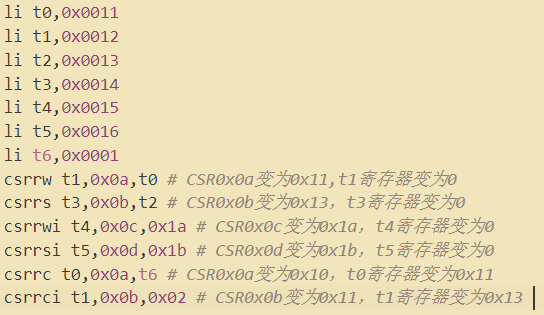 li t0,0x0011
li t1,0x0012
li t2,0x0013
li t3,0x0014
li t4,0x0015
li t5,0x0016
li t6,0x0001
csrrw t1,0x0a,t0 # CSR0x0a变为0x11,t1寄存器变为0
csrrs t3,0x0b,t2 # CSR0x0b变为0x13，t3寄存器变为0
csrrwi t4,0x0c,0x1a # CSR0x0c变为0x1a，t4寄存器变为0
csrrsi t5,0x0d,0x1b # CSR0x0d变为0x1b，t5寄存器变为0
csrrc t0,0x0a,t6 # CSR0x0a变为0x10，t0寄存器变为0x11
csrrci t1,0x0b,0x02 # CSR0x0b变为0x11，t1寄存器变为0x13